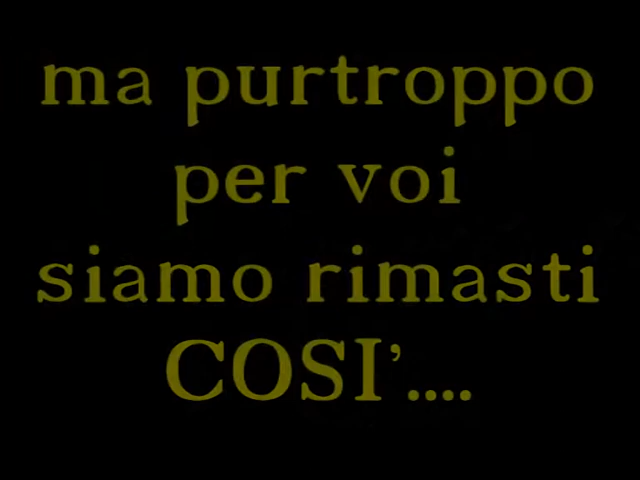 ma purtroppo
per voi
siamo rimasti
COSI’....